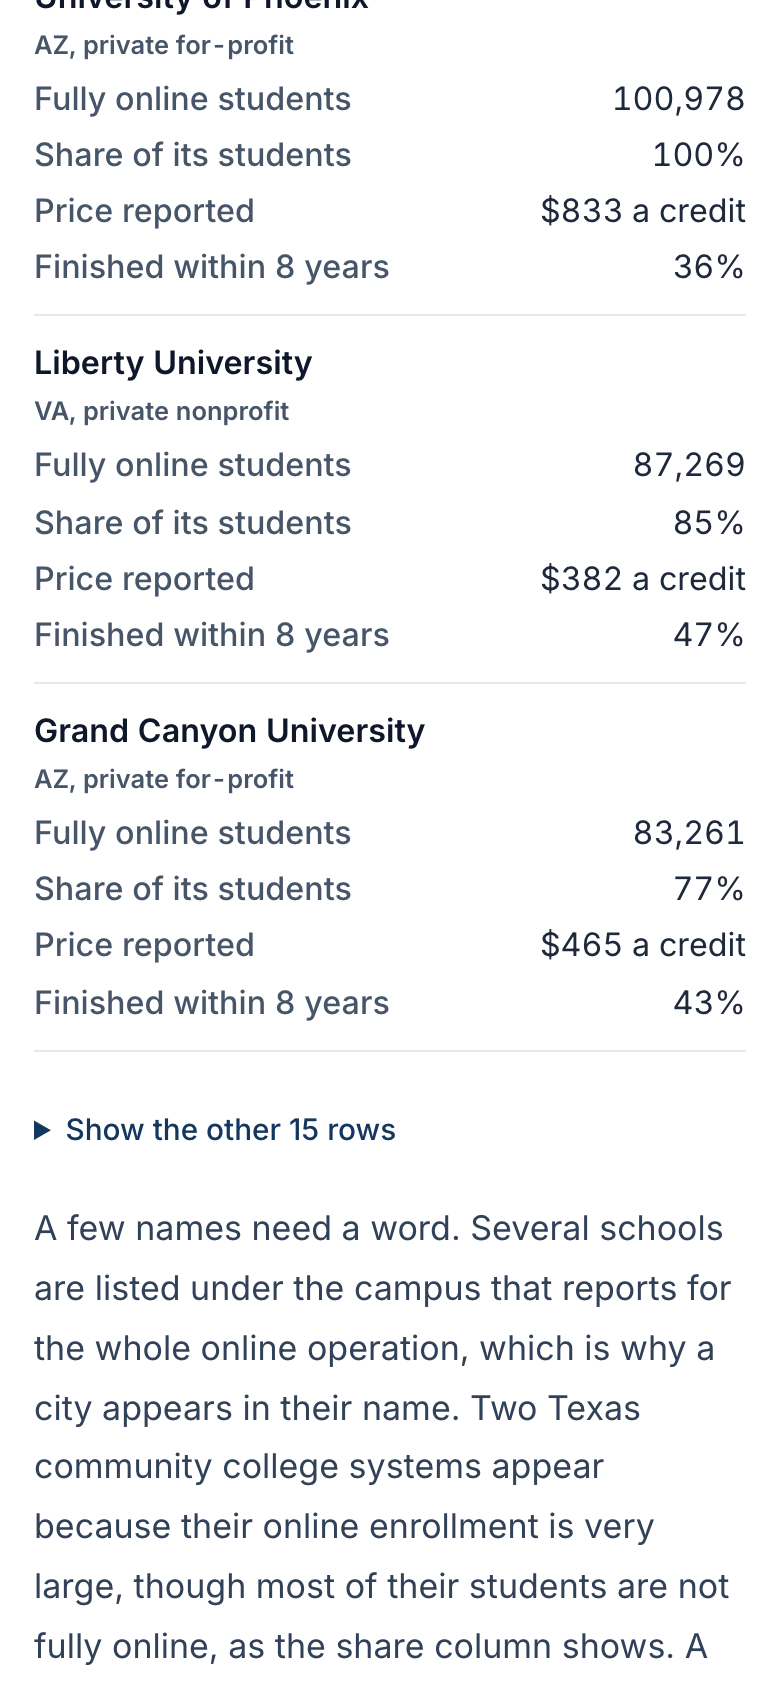 University of Phoenix
AZ, private for-profit
Fully online students 100,978
Share of its students 100%
Price reported $833 a credit
Finished within 8 years 36%
Liberty University
VA, private nonprofit
Fully online students 87,269
Share of its students 85%
Price reported $382 a credit
Finished within 8 years 47%
Grand Canyon University
AZ, private for-profit
Fully online students 83,261
Share of its students 77%
Price reported $465 a credit
Finished within 8 years 43%
Show the other 15 rows
A few names need a word. Several schools
are listed under the campus that reports for
the whole online operation, which is why a
city appears in their name. Two Texas
community college systems appear
because their online enrollment is very
large, though most of their students are not
fully online, as the share column shows. A